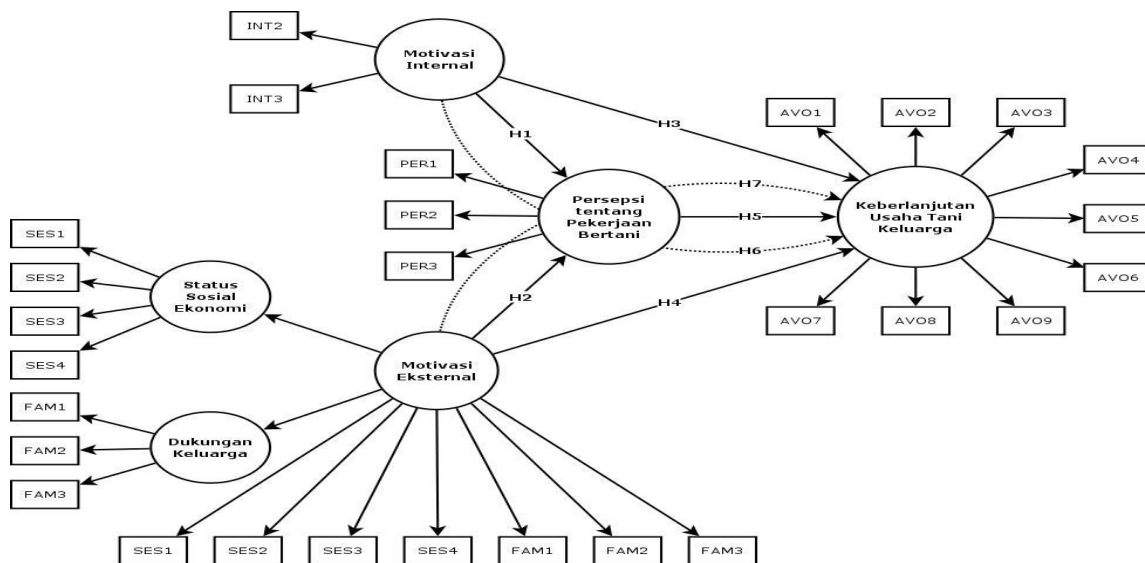 INT2
Motivasi
Internal
INT3
H1
H3
AVO1
AVO2
AVO3
PER1
AVO4
Persepsi
tentang
Pekerjaan
Bertani
H7
Keberlanjutan
Usaha Tani
Keluarga
PER2
H5
AVO5
SES1
PER3
H6
SES2
AVO6
Status
Sosial
Ekonomi
H2
H4
SES3
AVO7
AVO8
AVO9
SES4
Motivasi
Eksternal
FAM1
FAM2
Dukungan
Keluarga
FAM3
SES1
SES2
SES3
SES4
FAM1
FAM2
FAM3